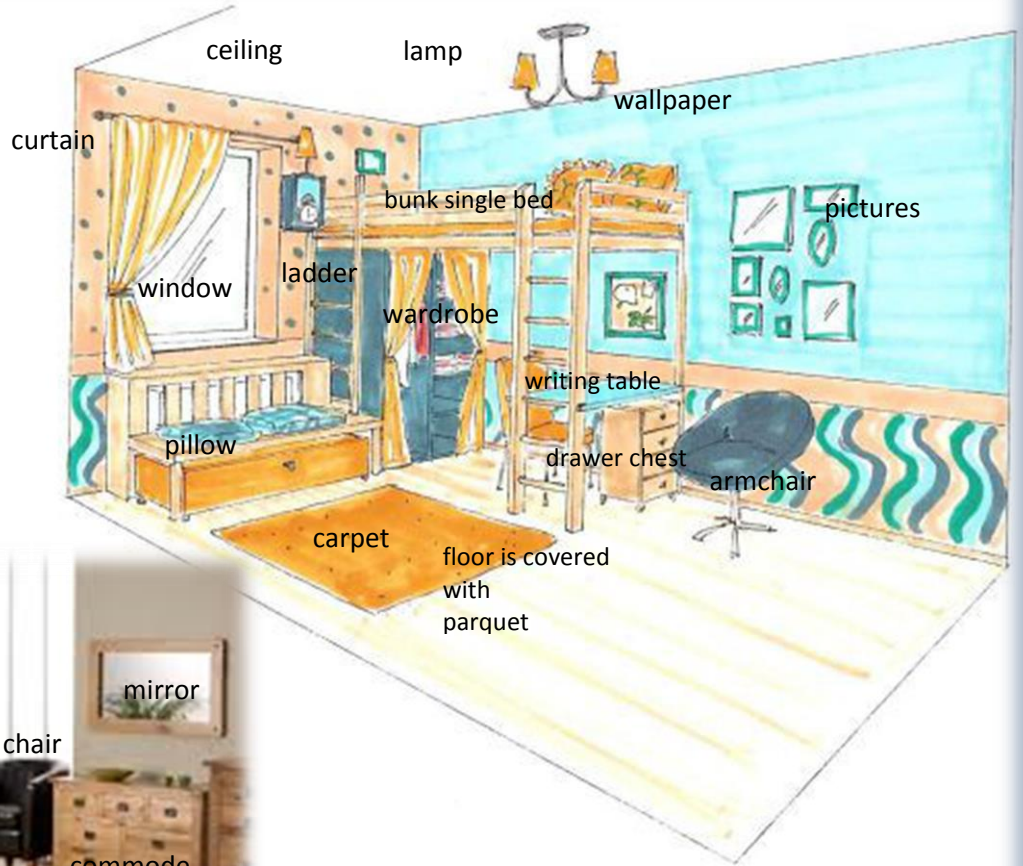 ceiling
lamp
wallpaper
curtain
bunk single bed
pictures
ladder
window
wardrobe
writing table
pillow
drawer chest
armchair
carpet
floor is covered
with
parquet
mirror
chair
commode